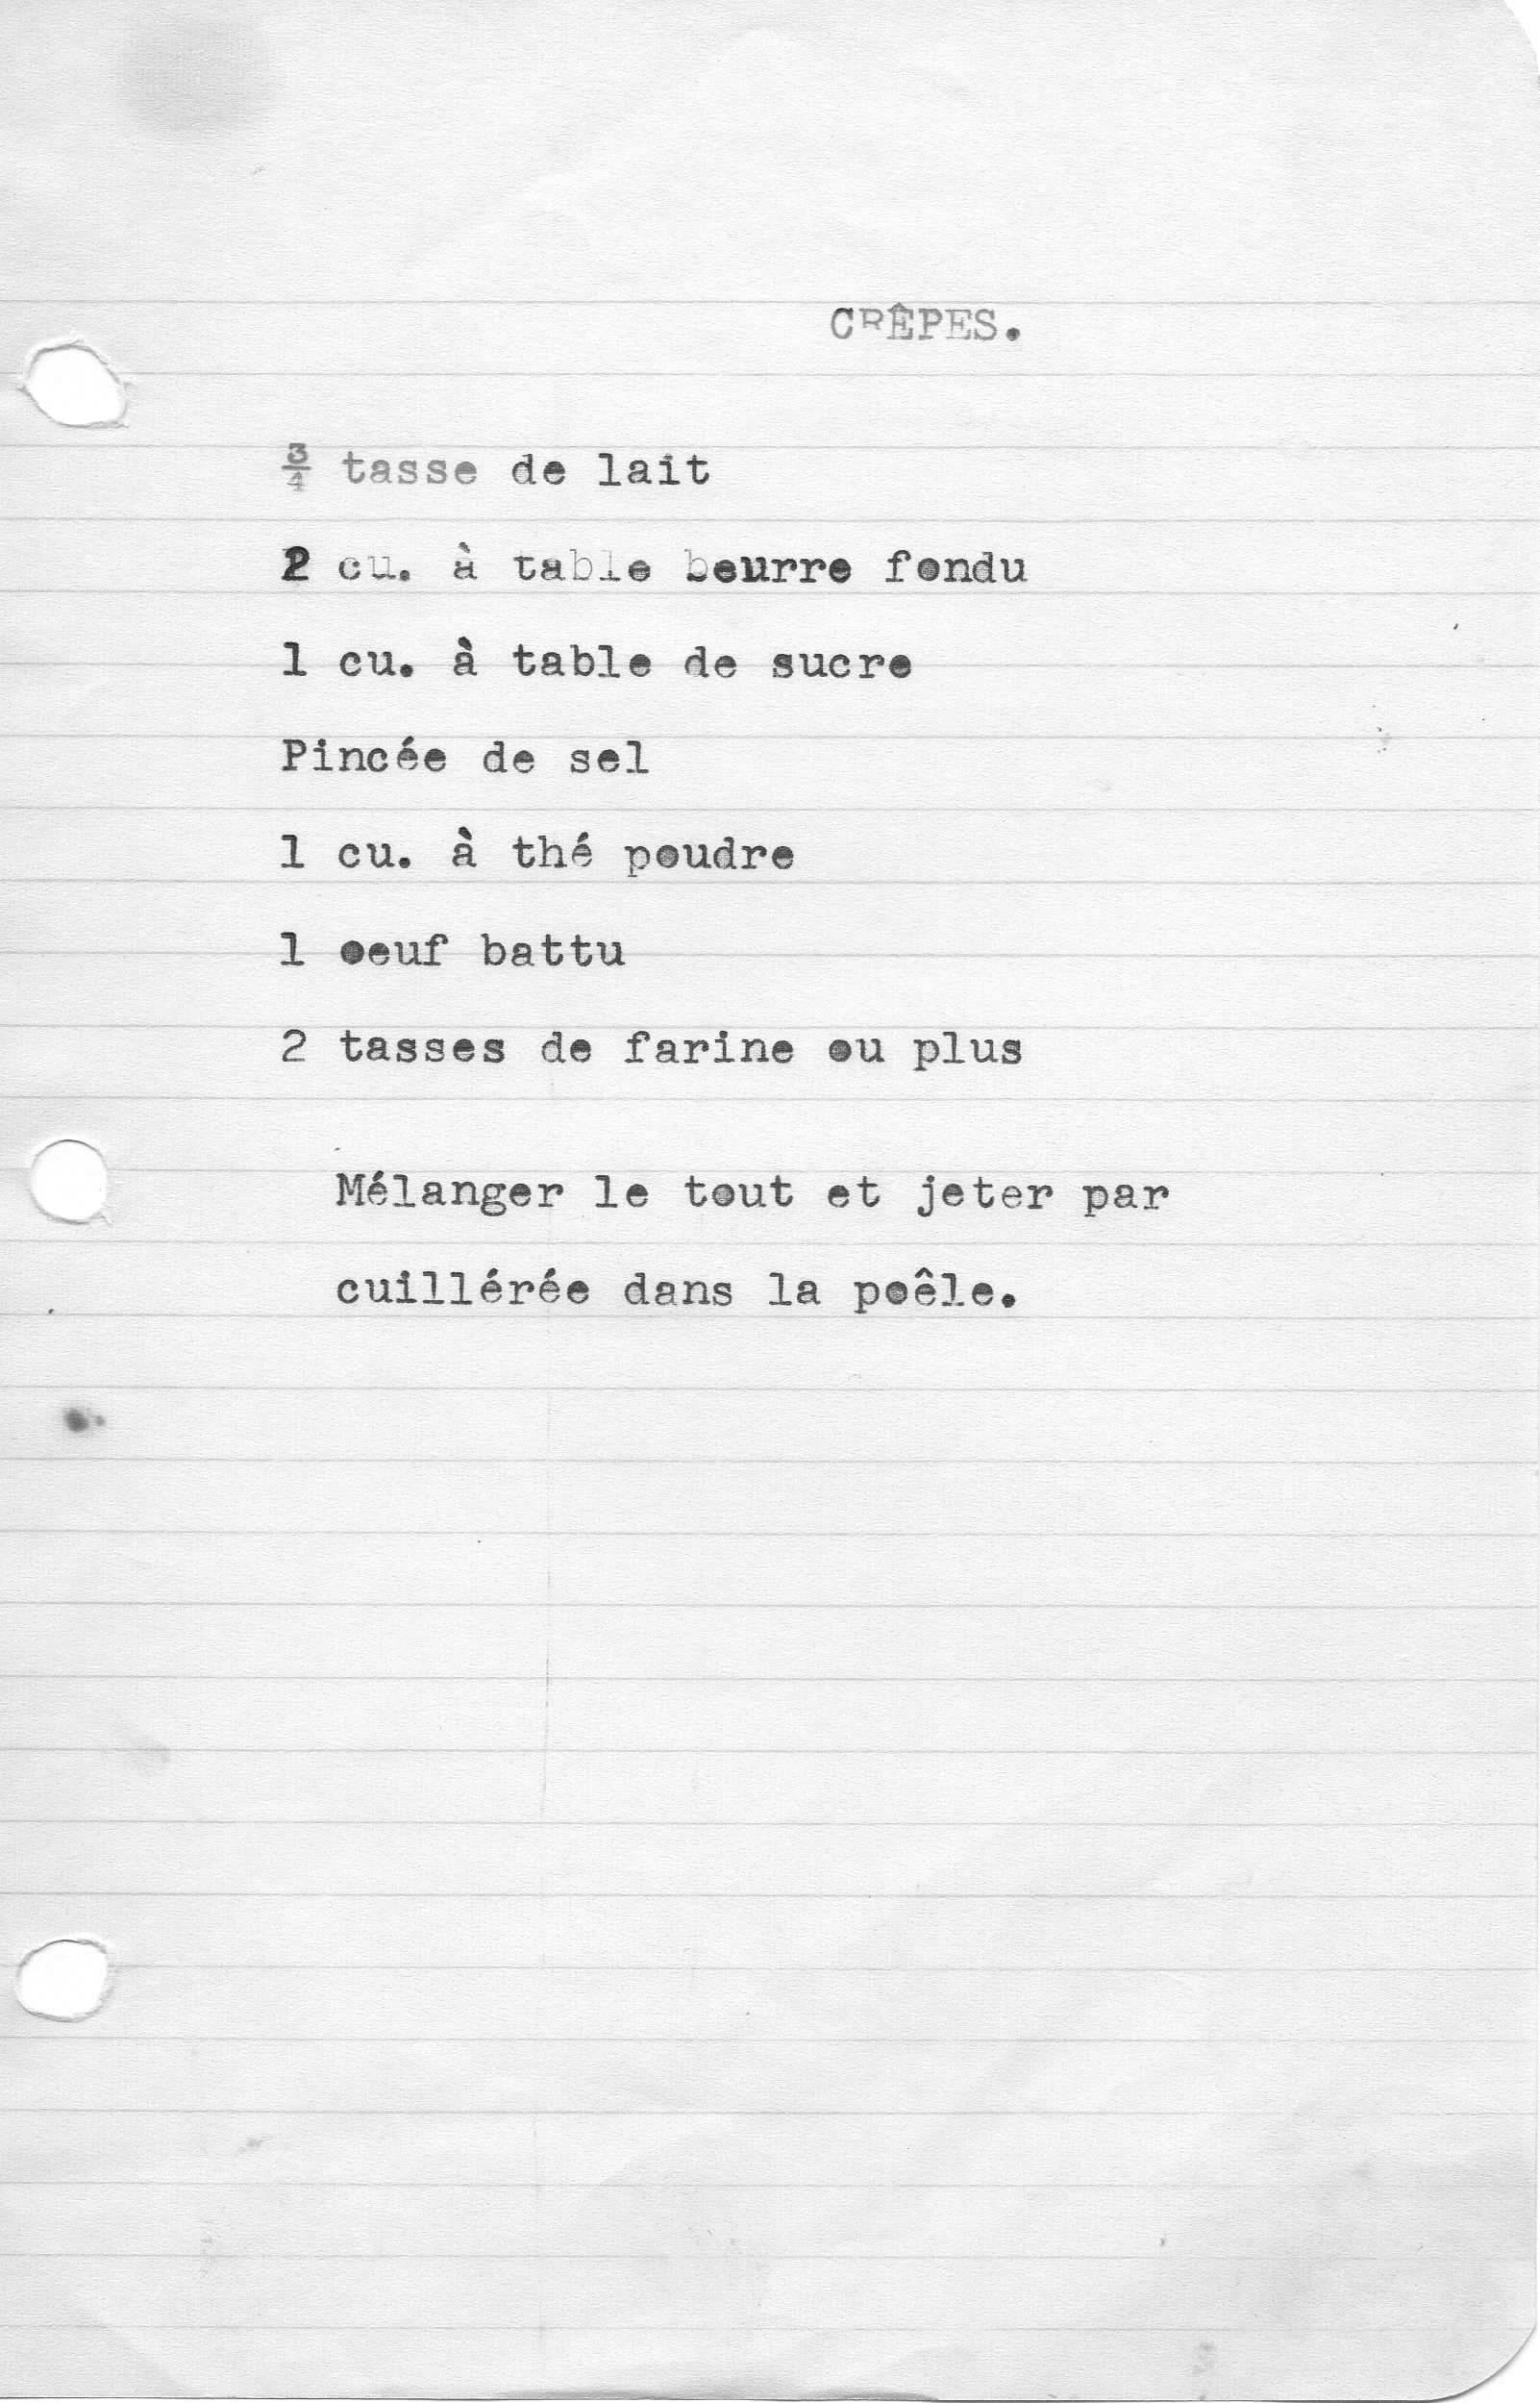 CRÊPES.
¾ tasse de lait
2 cu. à table beurre fondu
1 cu. à table de sucre
Pincée de sel
1 cu. à thé poudre
1 oeuf battu
2 tasses de farine ou plus
Mélanger le tout et jeter par
cuillérée dans la poêle.